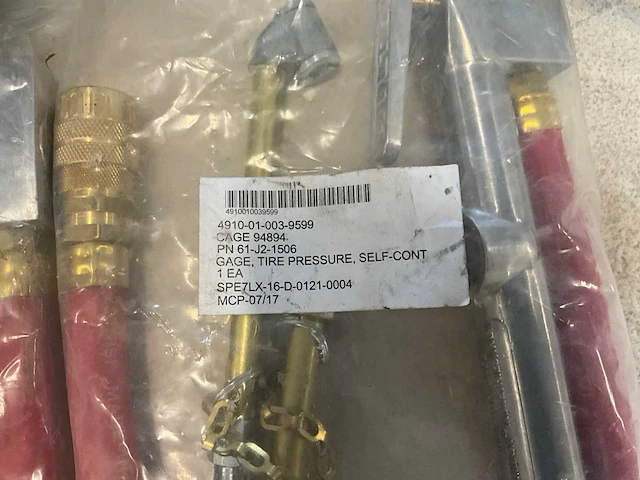 4910010039599
4910-01-003-9599
CAGE 94894
PN 61-J2-1506
GAGE, TIRE PRESSURE, SELF-CONT
1 EA
SPE7LX-16-D-0121-0004
MCP-07/17